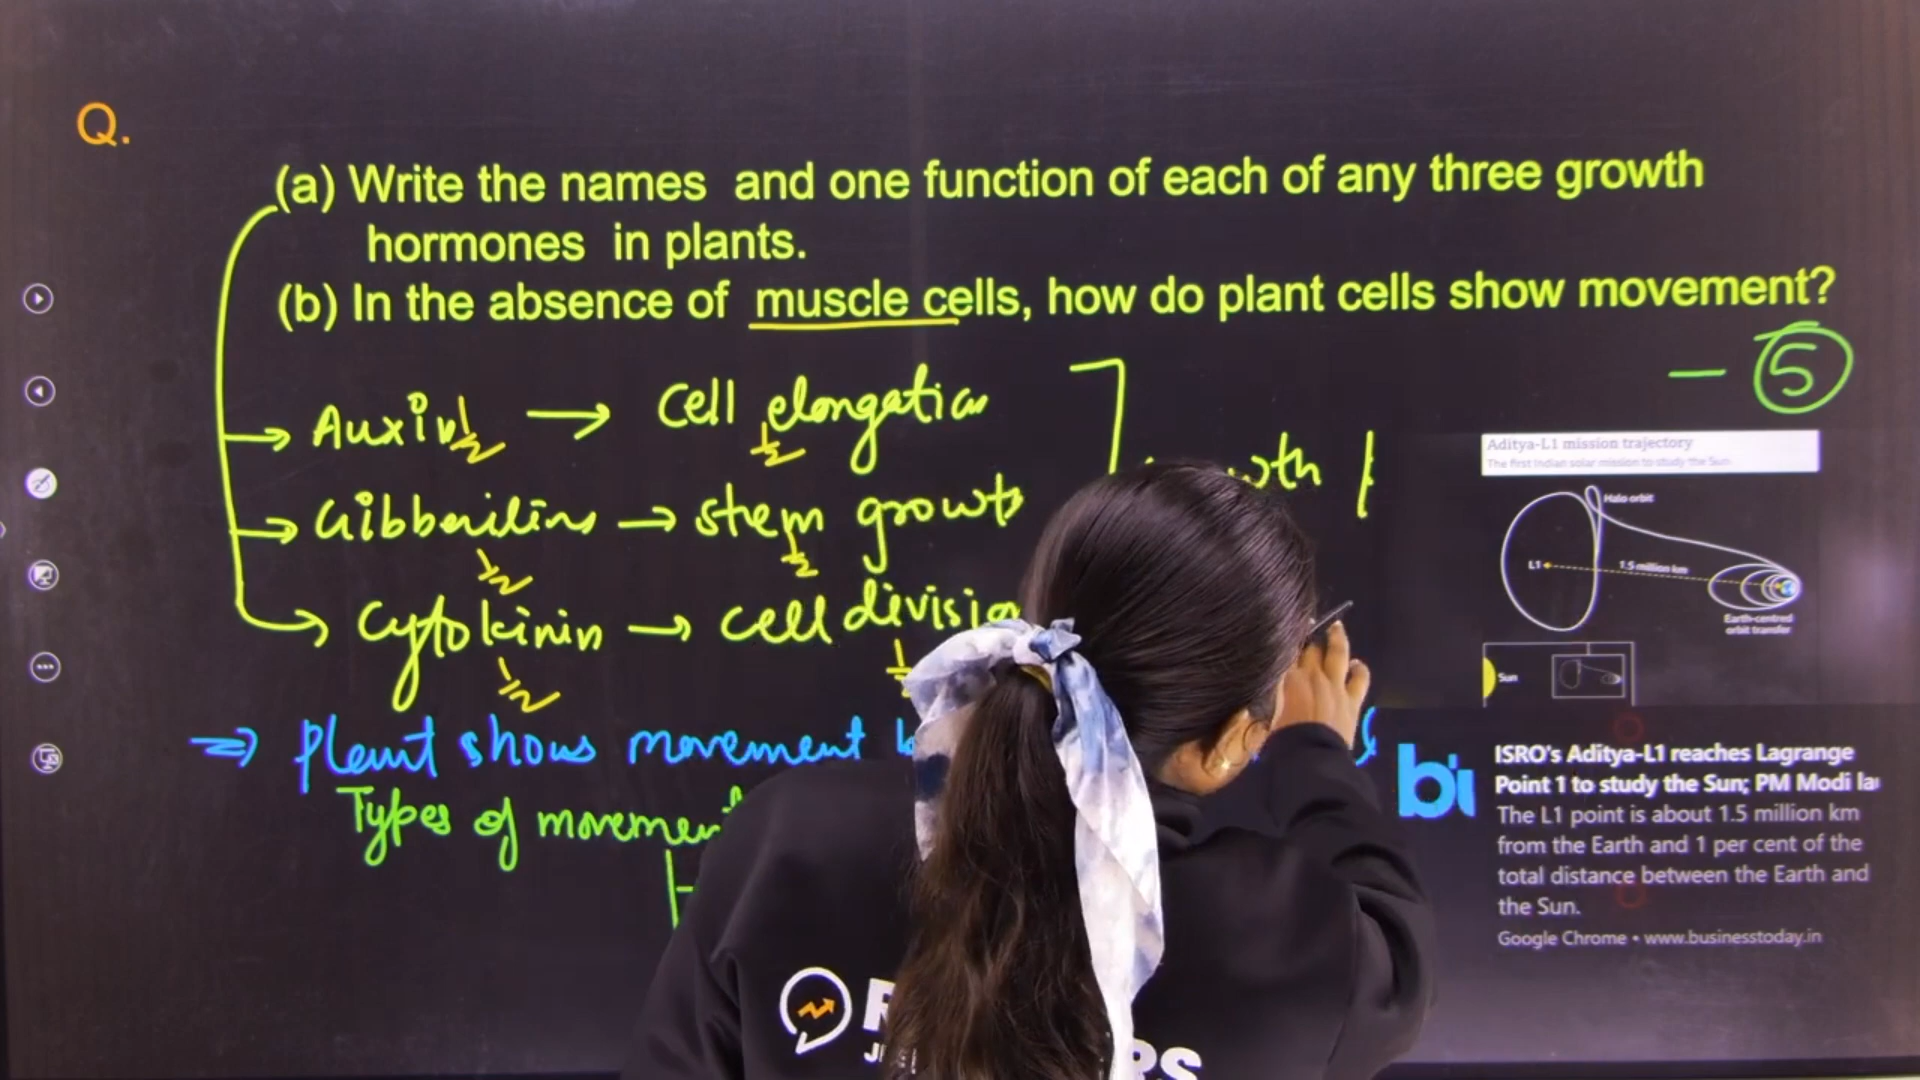 Q.
(a) Write the names and one function of each of any three growth
hormones in plants.
(b) In the absence of muscle cells, how do plant cells show movement?
— 5
Auxin → Cell elongation
1/2 1/2
Gibberilins → stem growth
1/2 1/2
Cytokinin → cell divisio
1/2
⇒ Plant shows movement
Types of movement
Aditya-L1 mission trajectory
The first Indian solar mission to study the Sun
Halo orbit
L1 1.5 million km
Earth-centred
orbit transfer
Sun
bi
ISRO's Aditya-L1 reaches Lagrange
Point 1 to study the Sun; PM Modi la
The L1 point is about 1.5 million km
from the Earth and 1 per cent of the
total distance between the Earth and
the Sun.
Google Chrome • www.businesstoday.in